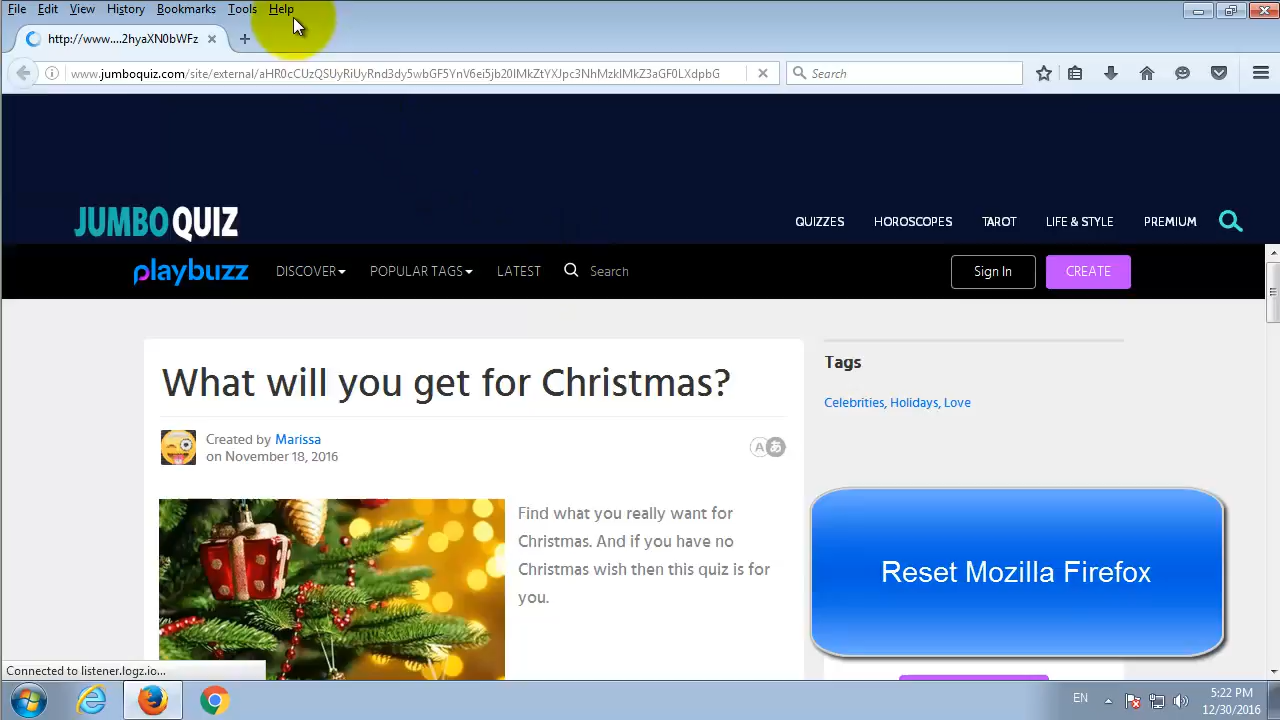 File Edit View History Bookmarks Tools Help
http://www....2hyaXN0bWFz
www.jumboquiz.com/site/external/aHR0cCUzQSUyRiUyRnd3dy5wbGF5YnV6ei5jb20lMkZtYXJpc3NhMzklMkZ3aGF0LXdpbG
Search
JUMBO QUIZ
QUIZZES HOROSCOPES TAROT LIFE & STYLE PREMIUM
playbuzz DISCOVER POPULAR TAGS LATEST Search Sign In CREATE
What will you get for Christmas?
Created by Marissa
on November 18, 2016
A あ
Find what you really want for
Christmas. And if you have no
Christmas wish then this quiz is for
you.
Tags
Celebrities, Holidays, Love
Reset Mozilla Firefox
Connected to listener.logz.io...
EN
5:22 PM
12/30/2016